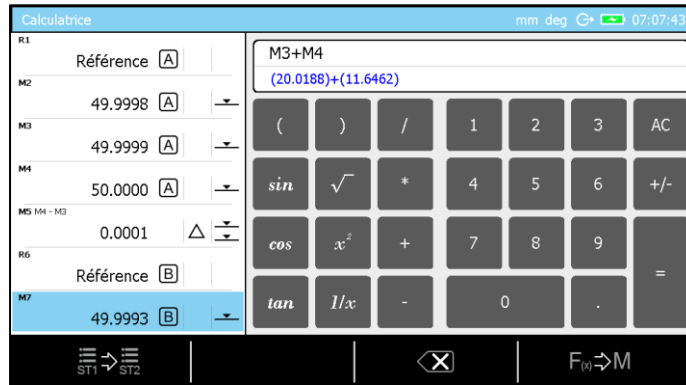 Calculatrice mm deg 07:07:43
R1
Référence A
M2
49.9998 A
M3
49.9999 A
M4
50.0000 A
M5 M4 - M3
0.0001
R6
Référence B
M7
49.9993 B
M3+M4
(20.0188)+(11.6462)
( ) / 1 2 3 AC
sin √ * 4 5 6 +/-
cos x² + 7 8 9 =
tan 1/x - 0 .
ST1 ST2 X F(x) M